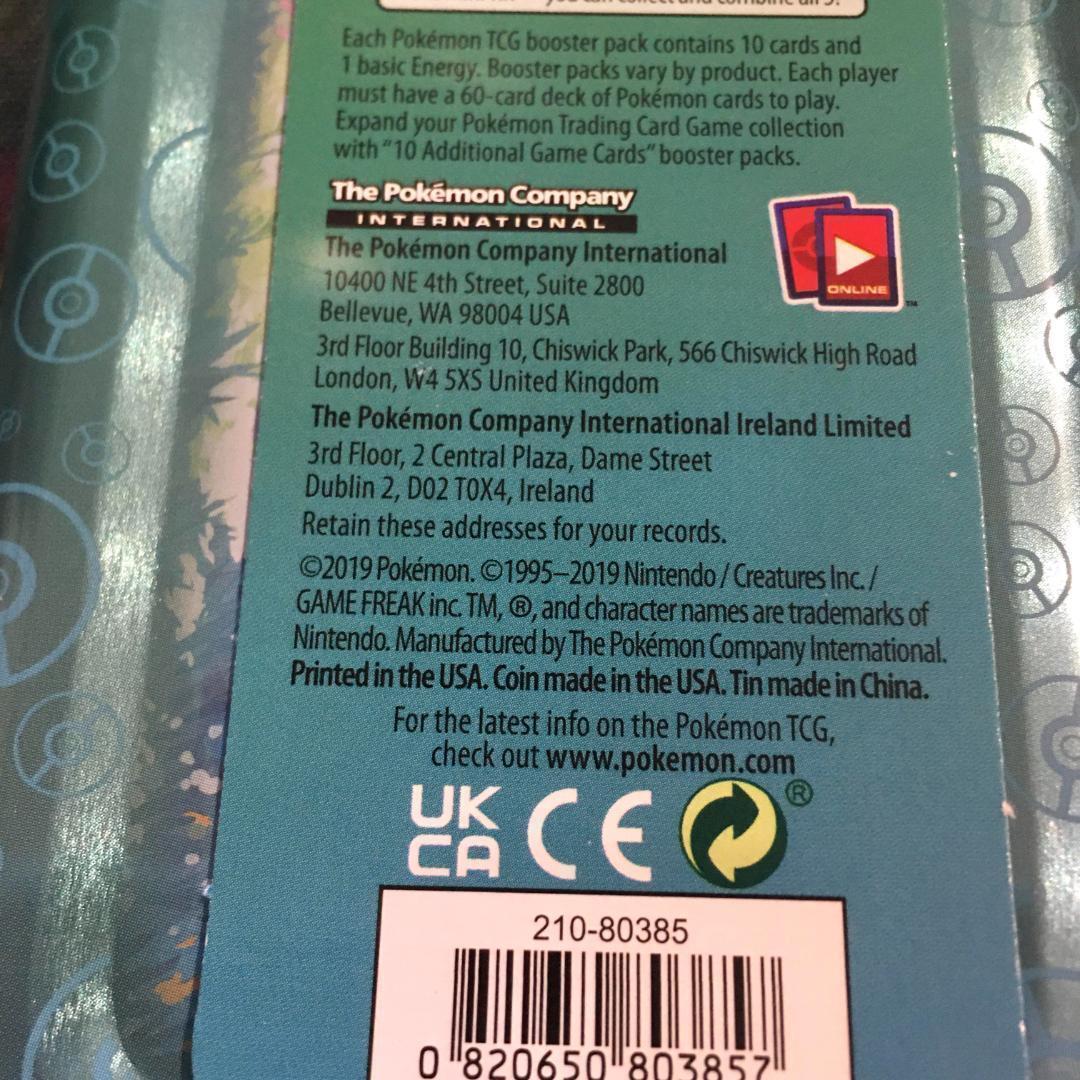 you can collect and combine all 5!
Each Pokémon TCG booster pack contains 10 cards and
1 basic Energy. Booster packs vary by product. Each player
must have a 60-card deck of Pokémon cards to play.
Expand your Pokémon Trading Card Game collection
with “10 Additional Game Cards” booster packs.
The Pokémon Company
INTERNATIONAL
ONLINE
TM
The Pokémon Company International
10400 NE 4th Street, Suite 2800
Bellevue, WA 98004 USA
3rd Floor Building 10, Chiswick Park, 566 Chiswick High Road
London, W4 5XS United Kingdom
The Pokémon Company International Ireland Limited
3rd Floor, 2 Central Plaza, Dame Street
Dublin 2, D02 T0X4, Ireland
Retain these addresses for your records.
©2019 Pokémon. ©1995–2019 Nintendo / Creatures Inc. /
GAME FREAK inc. TM, ®, and character names are trademarks of
Nintendo. Manufactured by The Pokémon Company International.
Printed in the USA. Coin made in the USA. Tin made in China.
For the latest info on the Pokémon TCG,
check out www.pokemon.com
UK
CA CE ®
210-80385
0 820650 803857